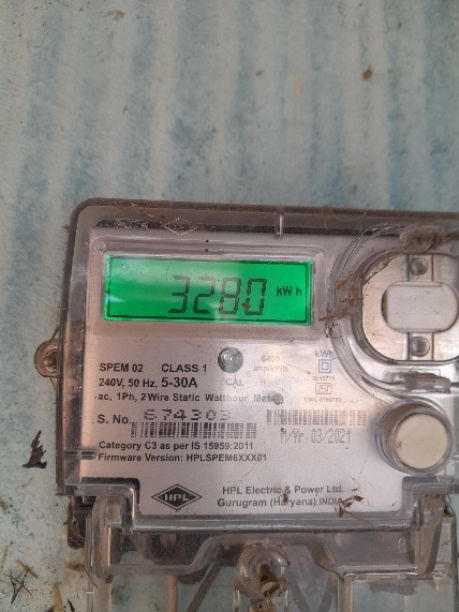 3280 kWh
SPEM 02 CLASS 1
240V, 50 Hz, 5-30A
CAL
6400 imp/kWh
kWh
ac, 1Ph, 2 Wire Static Watthour Meter
S. No. 674303
M/Yr 03/2021
Category C3 as per IS 15959:2011
Firmware Version: HPLSPEM6XXX01
HPL
HPL Electric & Power Ltd.
Gurugram (Haryana),INDIA